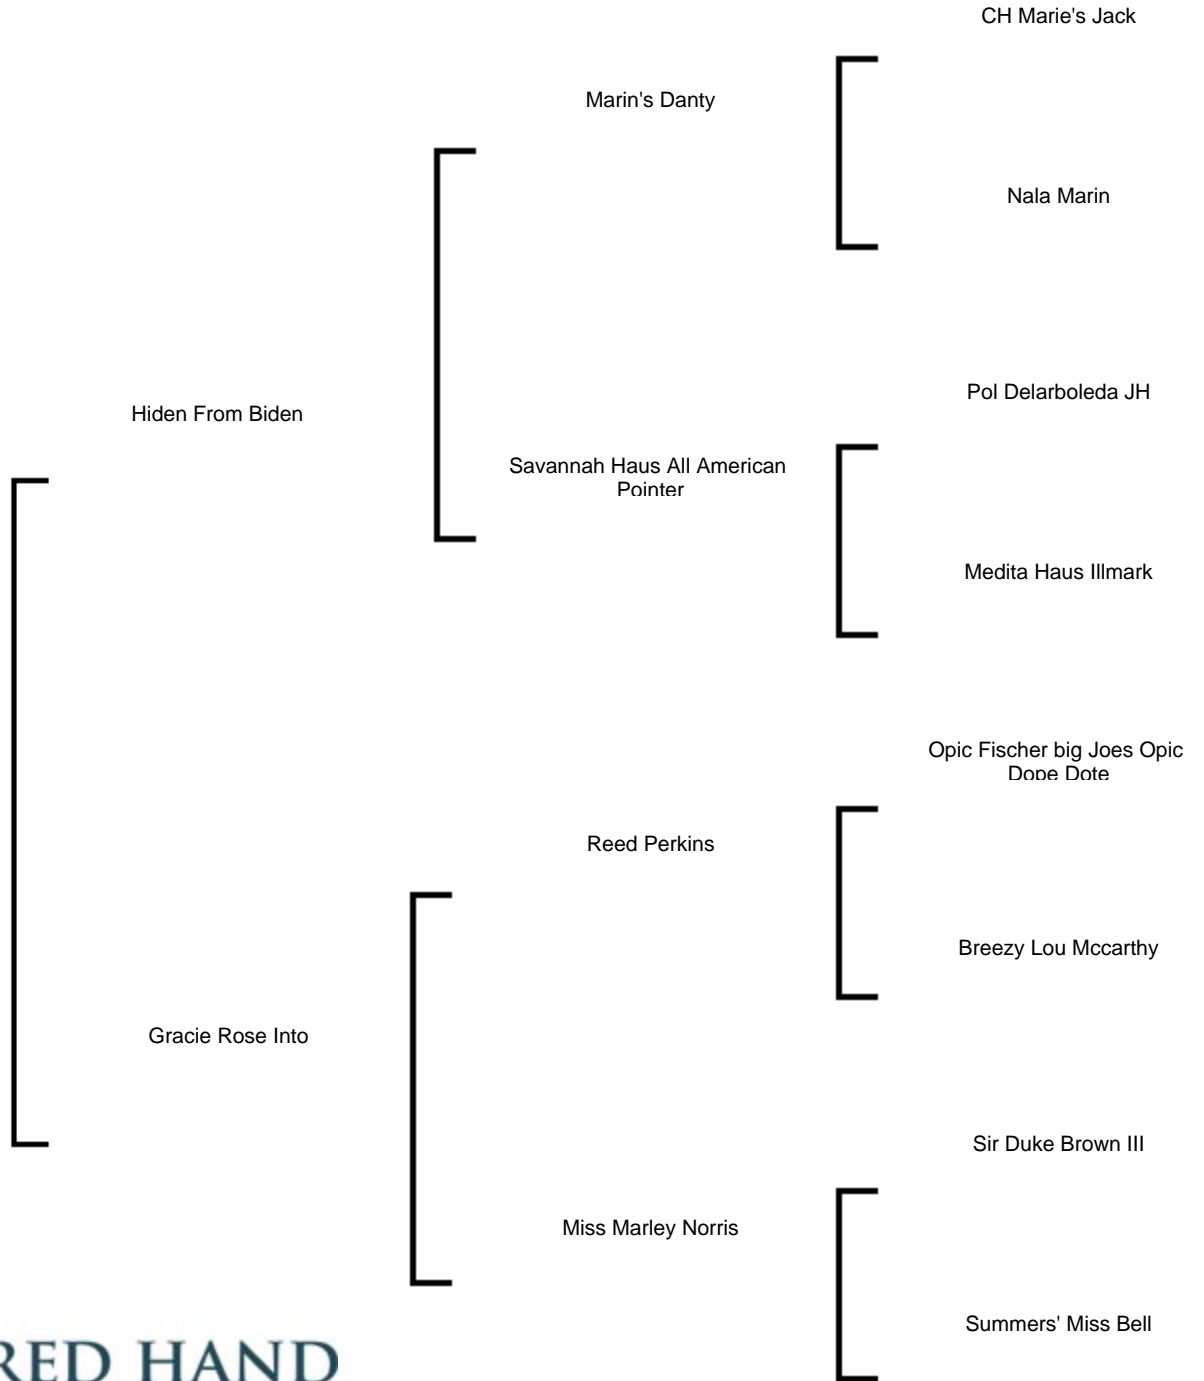 CH Marie's Jack
Marin's Danty
Nala Marin
Pol Delarboleda JH
Hiden From Biden
Savannah Haus All American
Pointer
Medita Haus Illmark
Opic Fischer big Joes Opic
Dope Dote
Reed Perkins
Breezy Lou Mccarthy
Gracie Rose Into
Sir Duke Brown III
Miss Marley Norris
Summers' Miss Bell
RED HAND